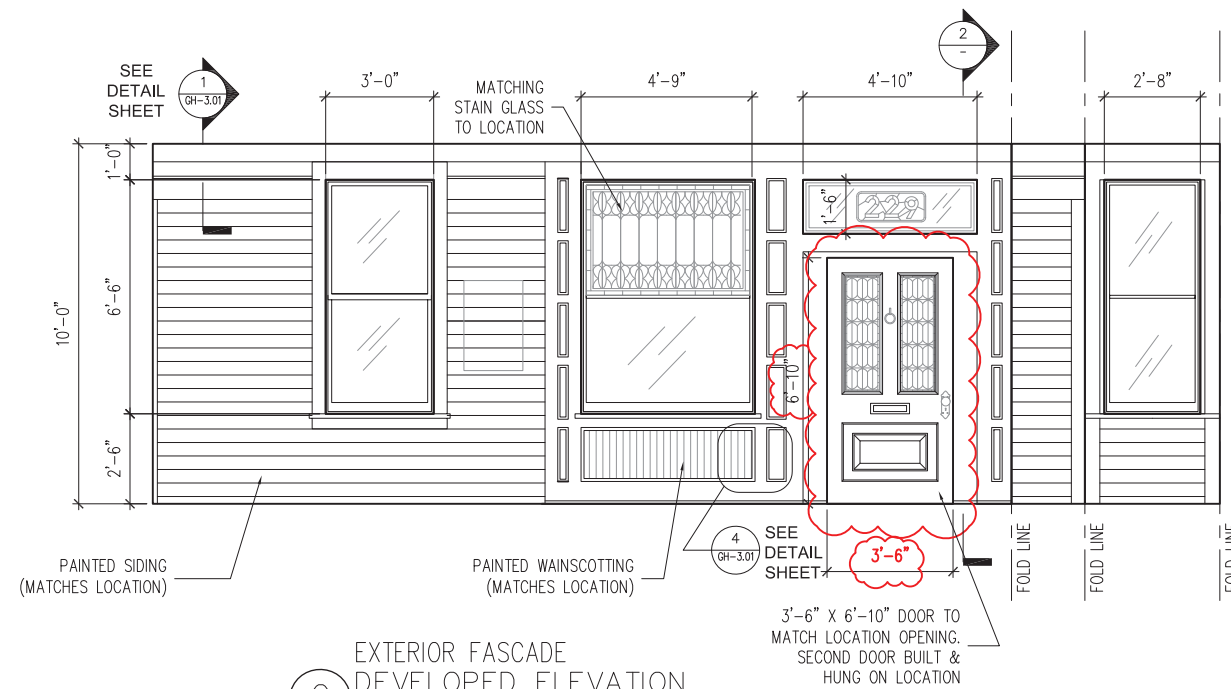 SEE
DETAIL
SHEET
1
GH-3.01
3'-0"
MATCHING
STAIN GLASS
TO LOCATION
4'-9"
2
-
4'-10"
2'-8"
1'-0"
6'-6"
10'-0"
2'-6"
1'-6"
229
6'-10"
PAINTED SIDING
(MATCHES LOCATION)
PAINTED WAINSCOTTING
(MATCHES LOCATION)
4
GH-3.01
SEE
DETAIL
SHEET
3'-6"
FOLD LINE
FOLD LINE
FOLD LINE
3'-6" X 6'-10" DOOR TO
MATCH LOCATION OPENING.
SECOND DOOR BUILT &
HUNG ON LOCATION
EXTERIOR FASCADE
DEVELOPED ELEVATION